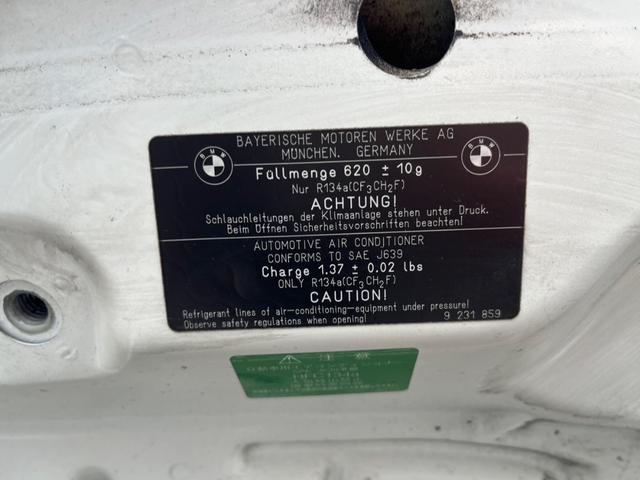 BAYERISCHE MOTOREN WERKE AG
MÜNCHEN, GERMANY
BMW
BMW
Füllmenge 620 ± 10g
Nur R134a(CF3CH2F)
ACHTUNG!
Schlauchleitungen der Klimaanlage stehen unter Druck.
Beim Öffnen Sicherheitsvorschriften beachten!
AUTOMOTIVE AIR CONDITIONER
CONFORMS TO SAE J639
Charge 1.37 ± 0.02 lbs
ONLY R134a(CF3CH2F)
CAUTION!
Refrigerant lines of air-conditioning-equipment under pressure!
Observe safety regulations when opening!
9 231 859
⚠ 注 意
HFC134a